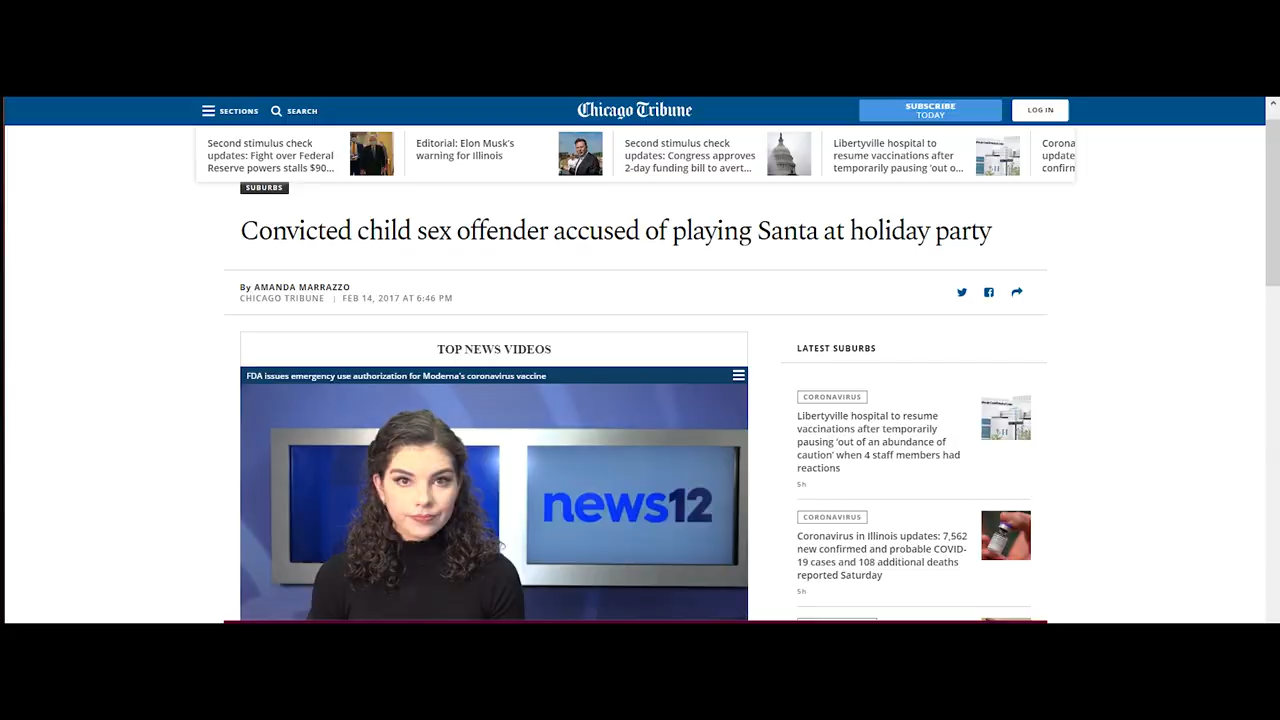 SECTIONS
SEARCH
Chicago Tribune
SUBSCRIBE
TODAY
LOG IN
Second stimulus check
updates: Fight over Federal
Reserve powers stalls $90...
Editorial: Elon Musk's
warning for Illinois
Second stimulus check
updates: Congress approves
2-day funding bill to avert...
Libertyville hospital to
resume vaccinations after
temporarily pausing 'out o...
Corona
update
confirm
SUBURBS
Convicted child sex offender accused of playing Santa at holiday party
By AMANDA MARRAZZO
CHICAGO TRIBUNE | FEB 14, 2017 AT 6:46 PM
TOP NEWS VIDEOS
FDA issues emergency use authorization for Moderna's coronavirus vaccine
news12
LATEST SUBURBS
CORONAVIRUS
Libertyville hospital to resume
vaccinations after temporarily
pausing 'out of an abundance of
caution' when 4 staff members had
reactions
5h
CORONAVIRUS
Coronavirus in Illinois updates: 7,562
new confirmed and probable COVID-
19 cases and 108 additional deaths
reported Saturday
5h